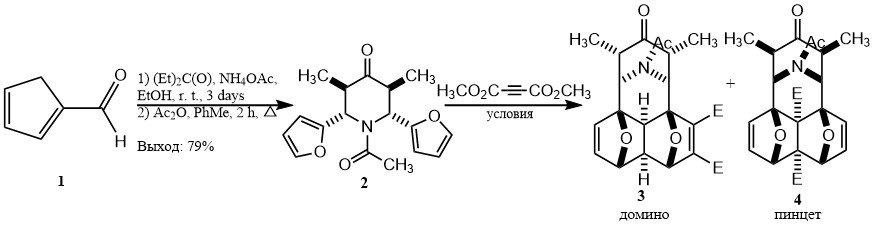 O
H
1
1) (Et)₂C(O), NH₄OAc,
EtOH, r. t., 3 days
2) Ac₂O, PhMe, 2 h, △
Выход: 79%
O
H₃C
CH₃
N
O
O
O
CH₃
2
H₃CO₂C
CO₂CH₃
условия
O
H₃C
Ac
CH₃
N
H
O
O
E
E
H
3
домино
+
O
H₃C
Ac
CH₃
N
E
O
O
E
4
пинцет